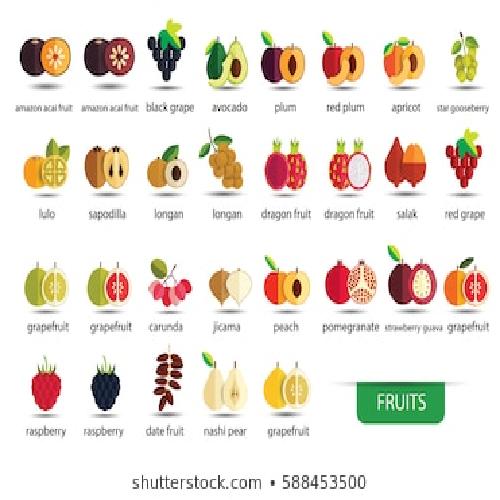 amazon acai fruit amazon acai fruit black grape avocado plum red plum apricot star gooseberry
lulo sapodilla longan longan dragon fruit dragon fruit salak red grape
grapefruit grapefruit carunda jicama peach pomegranate strawberry guava grapefruit
raspberry raspberry date fruit nashi pear grapefruit
FRUITS
shutterstock.com • 588453500